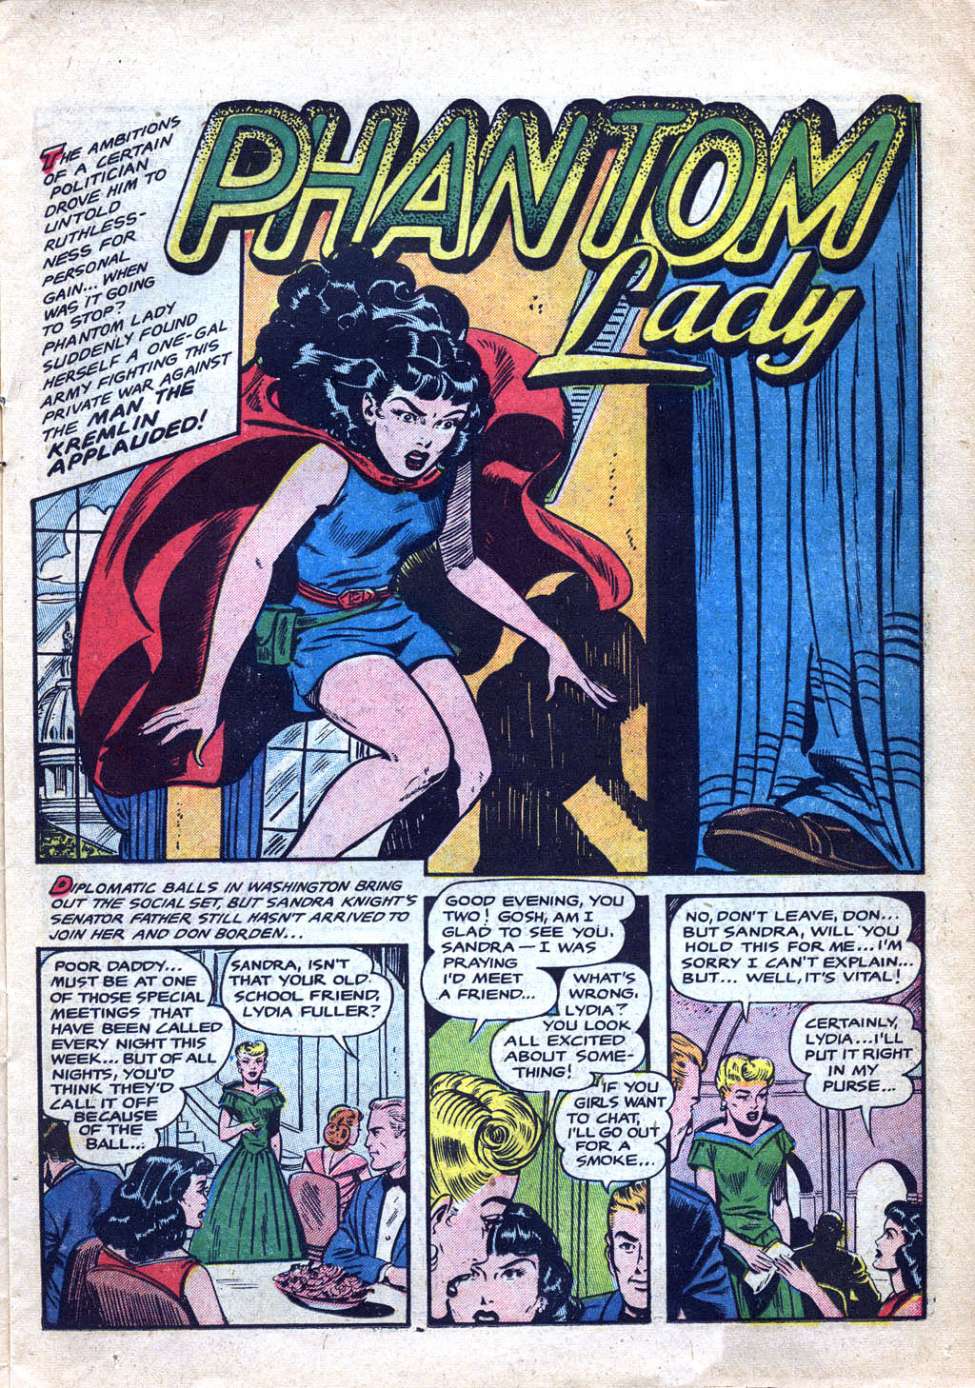 PHANTOM
Lady
THE AMBITIONS
OF A CERTAIN
POLITICIAN
DROVE HIM TO
UNTOLD
RUTHLESS-
NESS FOR
PERSONAL
GAIN... WHEN
WAS IT GOING
TO STOP?
PHANTOM LADY
SUDDENLY FOUND
HERSELF A ONE-GAL
ARMY FIGHTING THIS
PRIVATE WAR AGAINST
THE MAN THE
KREMLIN
APPLAUDED!
DIPLOMATIC BALLS IN WASHINGTON BRING
OUT THE SOCIAL SET, BUT SANDRA KNIGHT'S
SENATOR FATHER STILL HASN'T ARRIVED TO
JOIN HER AND DON BORDEN...
POOR DADDY...
MUST BE AT ONE
OF THOSE SPECIAL
MEETINGS THAT
HAVE BEEN CALLED
EVERY NIGHT THIS
WEEK... BUT OF ALL
NIGHTS, YOU'D
THINK THEY'D
CALL IT OFF
BECAUSE
OF THE
BALL...
SANDRA, ISN'T
THAT YOUR OLD
SCHOOL FRIEND,
LYDIA FULLER?
GOOD EVENING, YOU
TWO! GOSH, AM I
GLAD TO SEE YOU,
SANDRA — I WAS
PRAYING
I'D MEET
A FRIEND...
WHAT'S
WRONG,
LYDIA?
YOU LOOK
ALL EXCITED
ABOUT SOME-
THING!
IF YOU
GIRLS WANT
TO CHAT,
I'LL GO OUT
FOR A
SMOKE...
NO, DON'T LEAVE, DON...
BUT SANDRA, WILL YOU
HOLD THIS FOR ME... I'M
SORRY I CAN'T EXPLAIN...
BUT... WELL, IT'S VITAL!
CERTAINLY,
LYDIA... I'LL
PUT IT RIGHT
IN MY
PURSE...